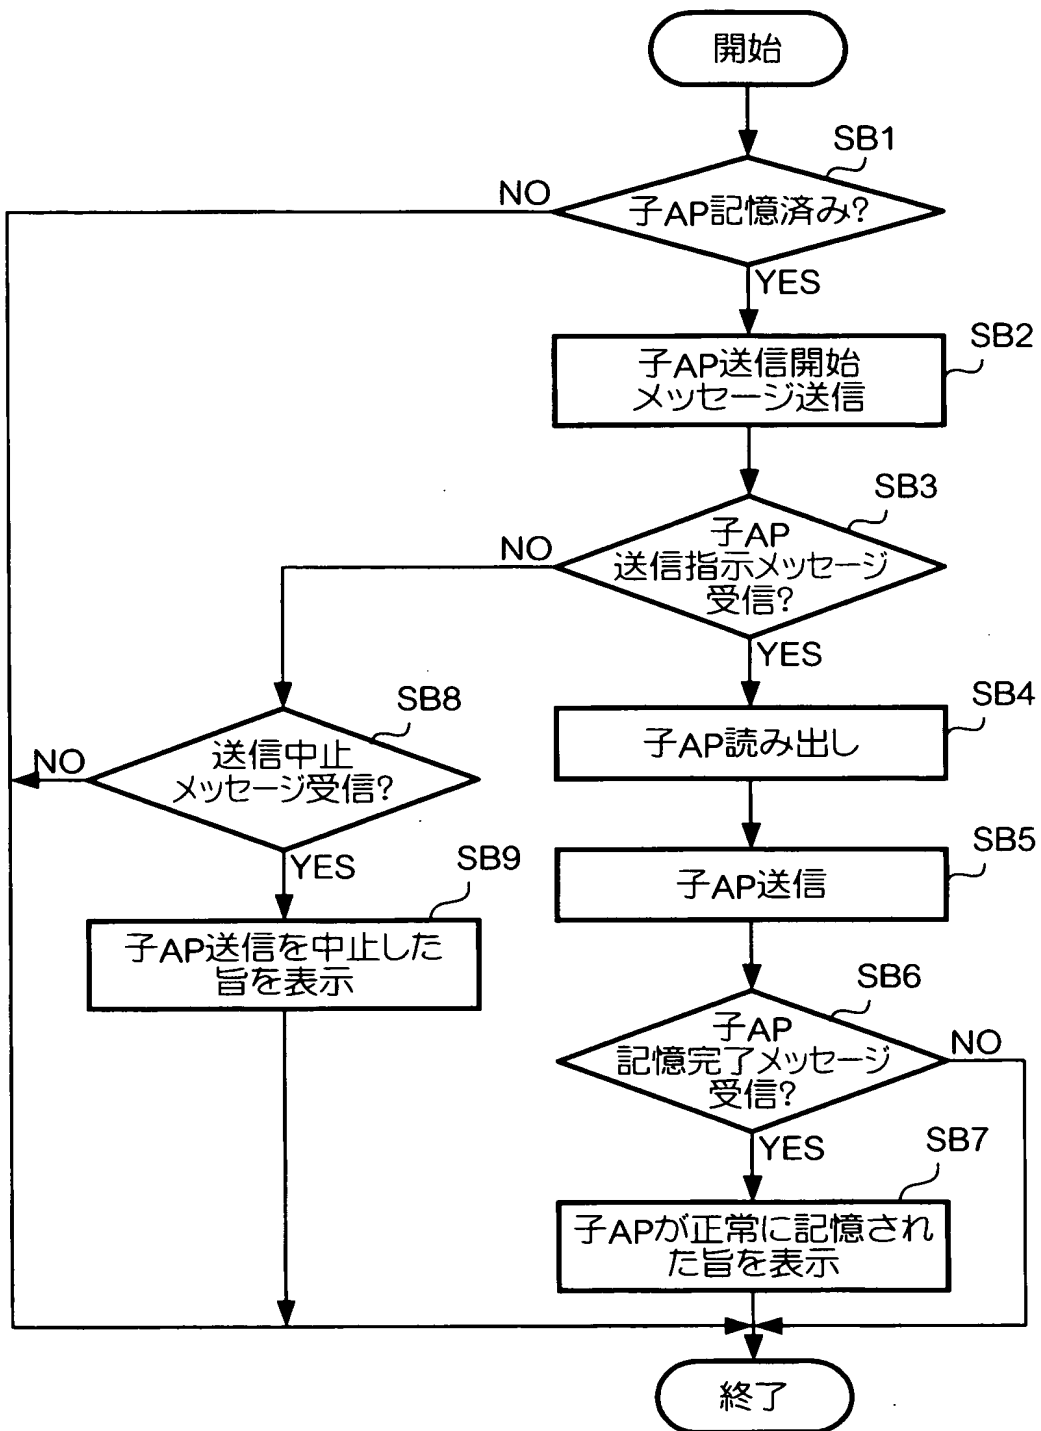 開始
SB1
NO
子AP記憶済み?
YES
SB2
子AP送信開始
メッセージ送信
SB3
NO
子AP
送信指示メッセージ
受信?
YES
SB4
子AP読み出し
SB8
NO
送信中止
メッセージ受信?
YES
SB5
子AP送信
SB9
子AP送信を中止した
旨を表示
SB6
子AP
記憶完了メッセージ
受信?
NO
YES
SB7
子APが正常に記憶され
た旨を表示
終了